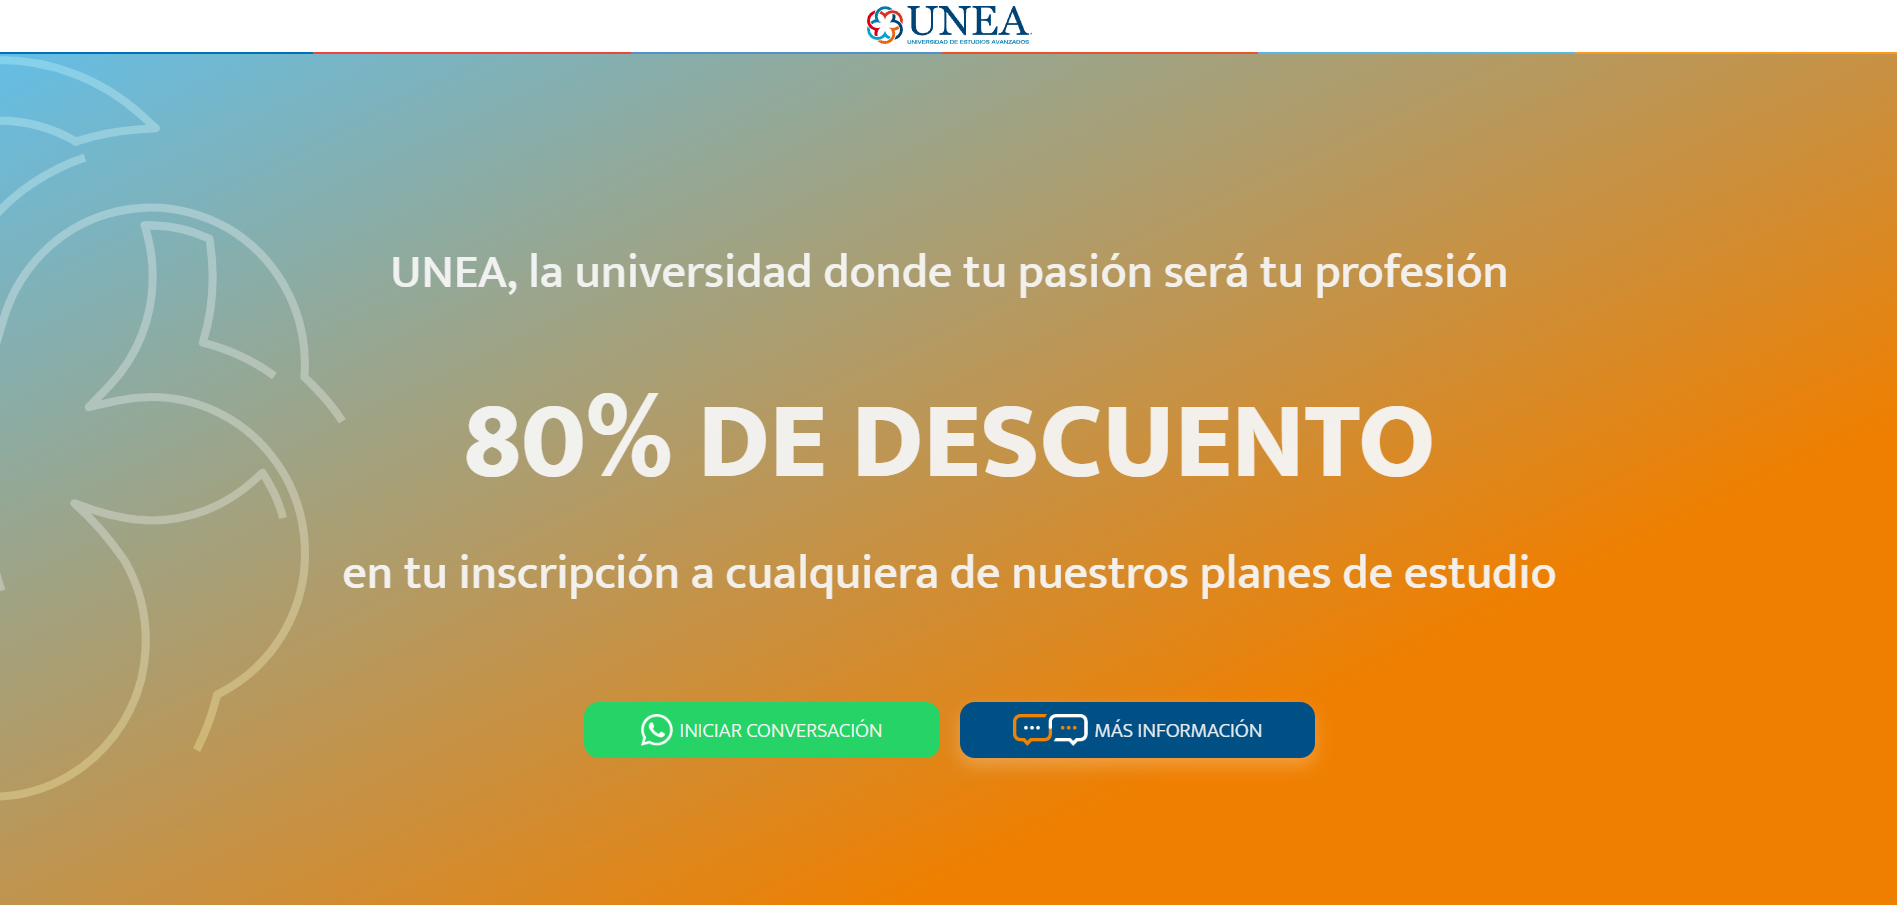 UNEA
UNIVERSIDAD DE ESTUDIOS AVANZADOS
UNEA, la universidad donde tu pasión será tu profesión
80% DE DESCUENTO
en tu inscripción a cualquiera de nuestros planes de estudio
INICIAR CONVERSACIÓN
MÁS INFORMACIÓN